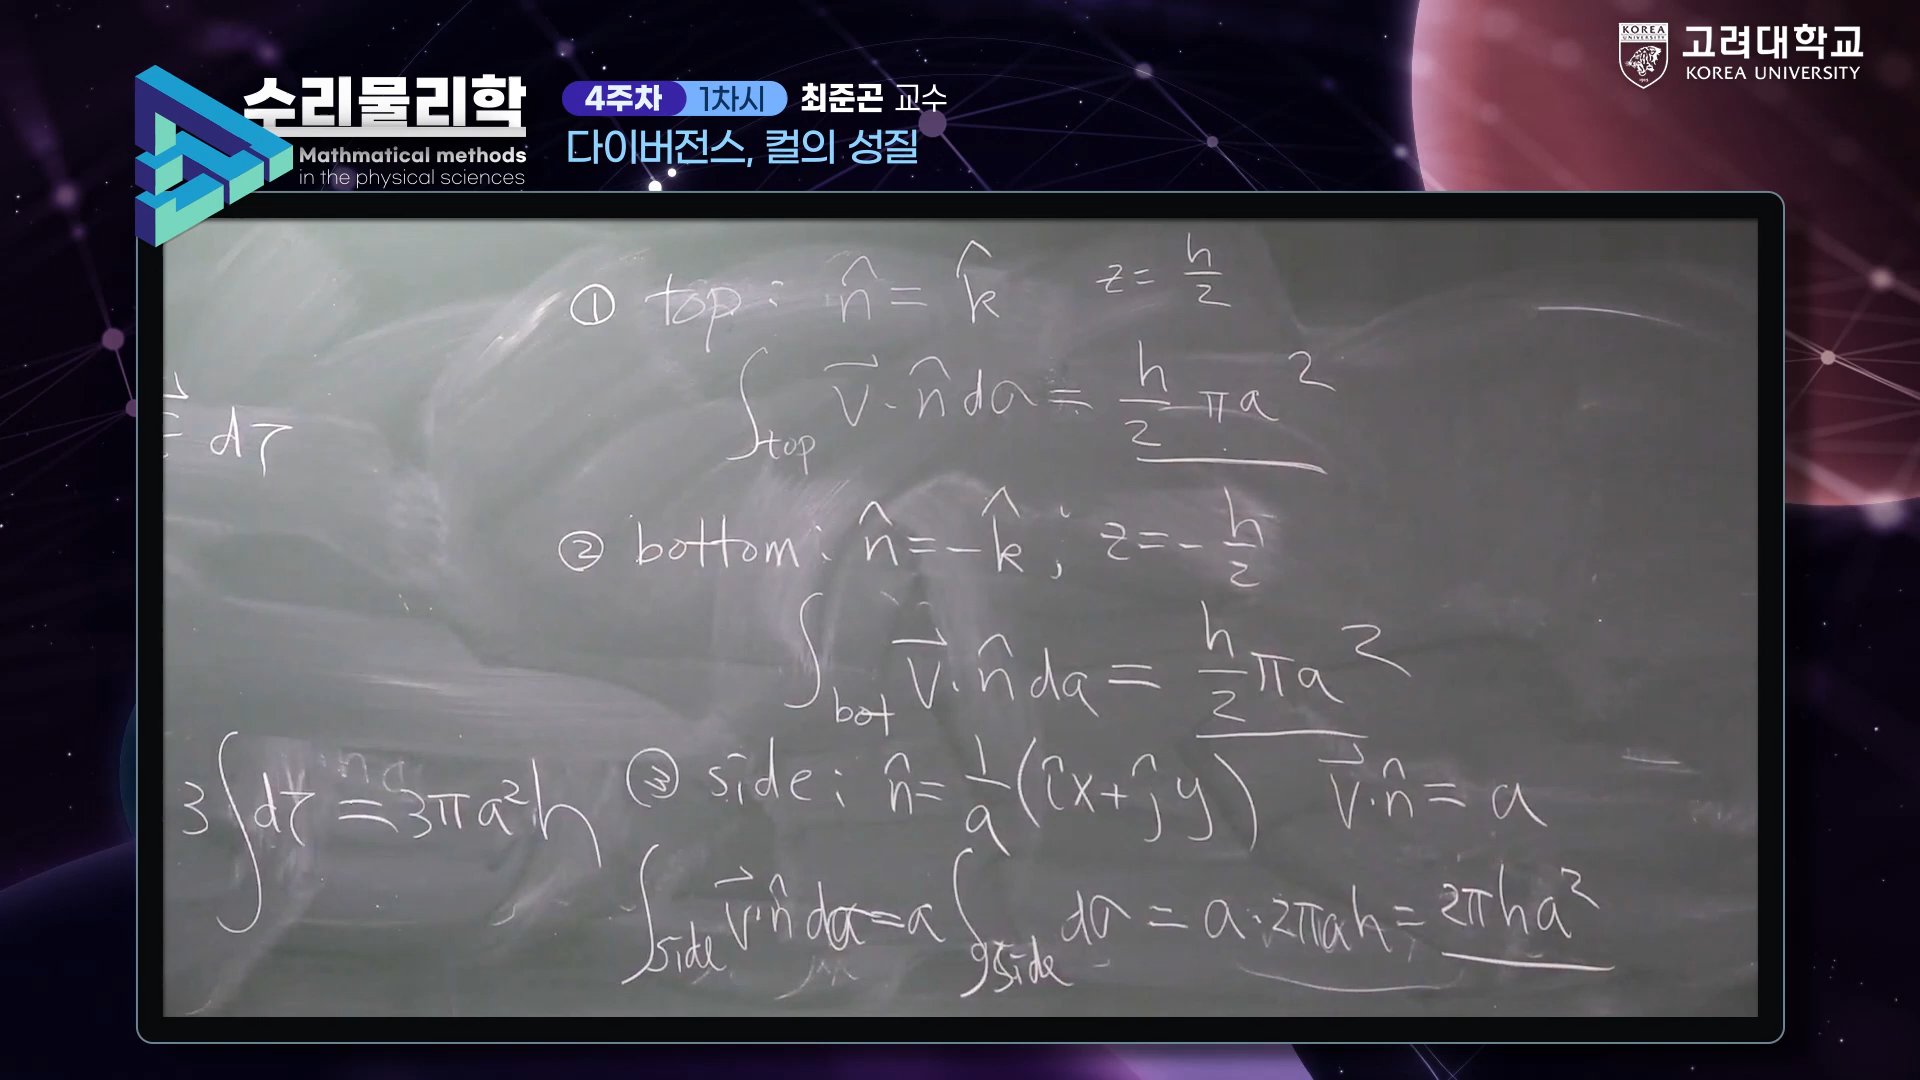 KOREA
UNIVERSITY
1905
고려대학교
KOREA UNIVERSITY
수리물리학
Mathmatical methods
in the physical sciences
4주차 1차시 최준곤 교수
다이버전스, 컬의 성질
① top : n̂ = k̂ z = h/2
∫top V⃗ · n̂ da = h/2 πa²
dτ
② bottom : n̂ = -k̂ ; z = - h/2
∫bot V⃗ · n̂ da = h/2 πa²
3∫dτ = 3πa²h
③ side : n̂ = 1/a (îx + ĵy) V⃗ · n̂ = a
∫side V⃗ · n̂ da = a ∫side da = a · 2πah = 2πha²